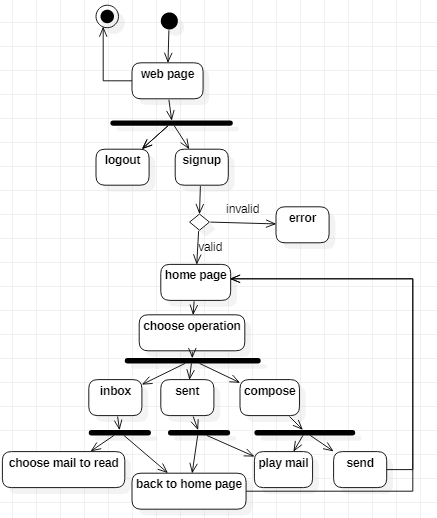 web page
logout
signup
invalid
error
valid
home page
choose operation
inbox
sent
compose
choose mail to read
play mail
send
back to home page